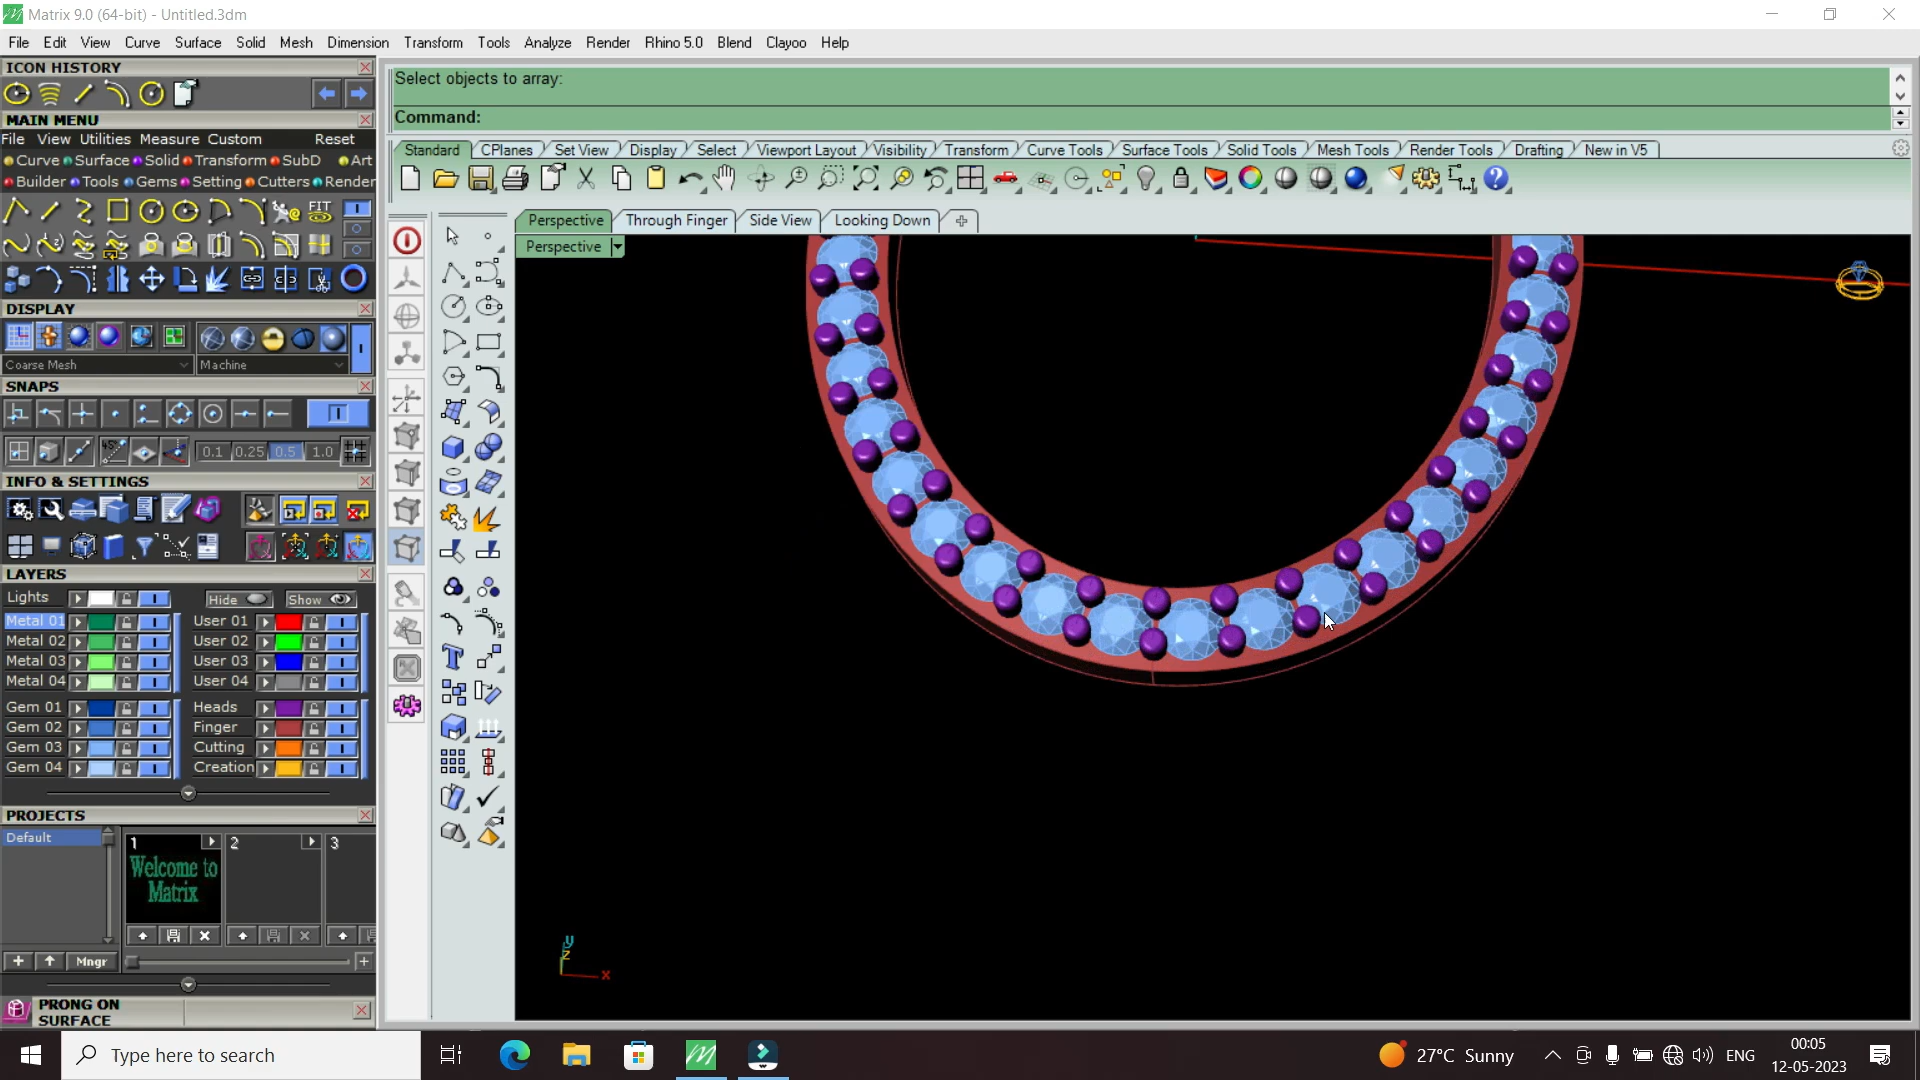 Matrix 9.0 (64-bit) - Untitled.3dm
File Edit View Curve Surface Solid Mesh Dimension Transform Tools Analyze Render Rhino 5.0 Blend Clayoo Help
ICON HISTORY
MAIN MENU
File View Utilities Measure Custom Reset
Curve Surface Solid Transform SubD Art
Builder Tools Gems Setting Cutters Render
FIT
DISPLAY
Coarse Mesh Machine
SNAPS
0.1 0.25 0.5 1.0
INFO & SETTINGS
LAYERS
Lights Hide Show
Metal 01 User 01
Metal 02 User 02
Metal 03 User 03
Metal 04 User 04
Gem 01 Heads
Gem 02 Finger
Gem 03 Cutting
Gem 04 Creation
PROJECTS
Default
1 2 3
Welcome to
Matrix
Mngr
PRONG ON
SURFACE
Select objects to array:
Command:
Standard CPlanes Set View Display Select Viewport Layout Visibility Transform Curve Tools Surface Tools Solid Tools Mesh Tools Render Tools Drafting New in V5
Perspective Through Finger Side View Looking Down
Perspective
y
z
x
Type here to search
27°C Sunny
ENG
00:05
12-05-2023